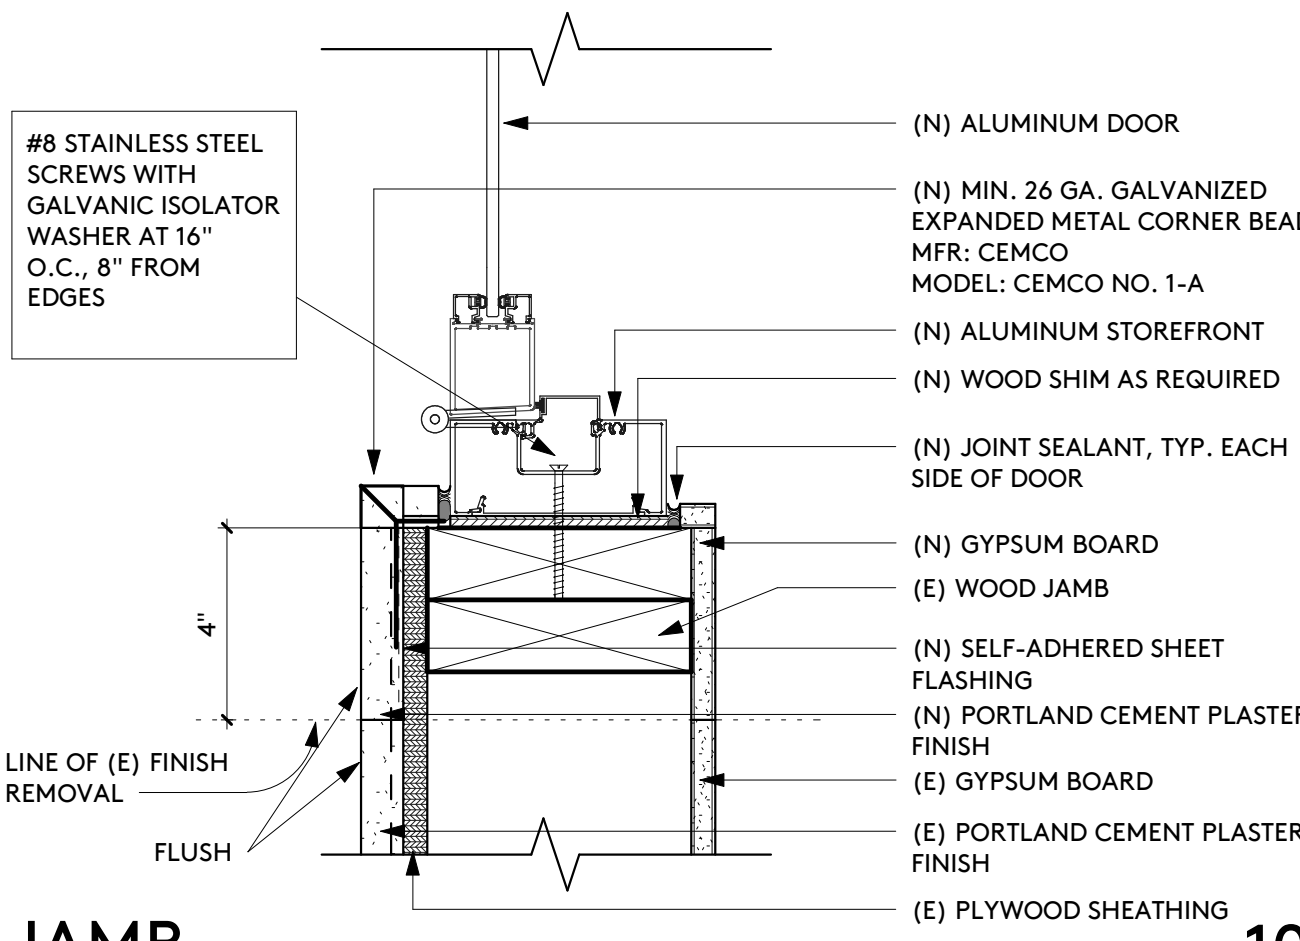 #8 STAINLESS STEEL
SCREWS WITH
GALVANIC ISOLATOR
WASHER AT 16"
O.C., 8" FROM
EDGES
(N) ALUMINUM DOOR
(N) MIN. 26 GA. GALVANIZED
EXPANDED METAL CORNER BEAD
MFR: CEMCO
MODEL: CEMCO NO. 1-A
(N) ALUMINUM STOREFRONT
(N) WOOD SHIM AS REQUIRED
(N) JOINT SEALANT, TYP. EACH
SIDE OF DOOR
(N) GYPSUM BOARD
(E) WOOD JAMB
(N) SELF-ADHERED SHEET
FLASHING
(N) PORTLAND CEMENT PLASTER
FINISH
(E) GYPSUM BOARD
(E) PORTLAND CEMENT PLASTER
FINISH
(E) PLYWOOD SHEATHING
4"
LINE OF (E) FINISH
REMOVAL
FLUSH
JAMB